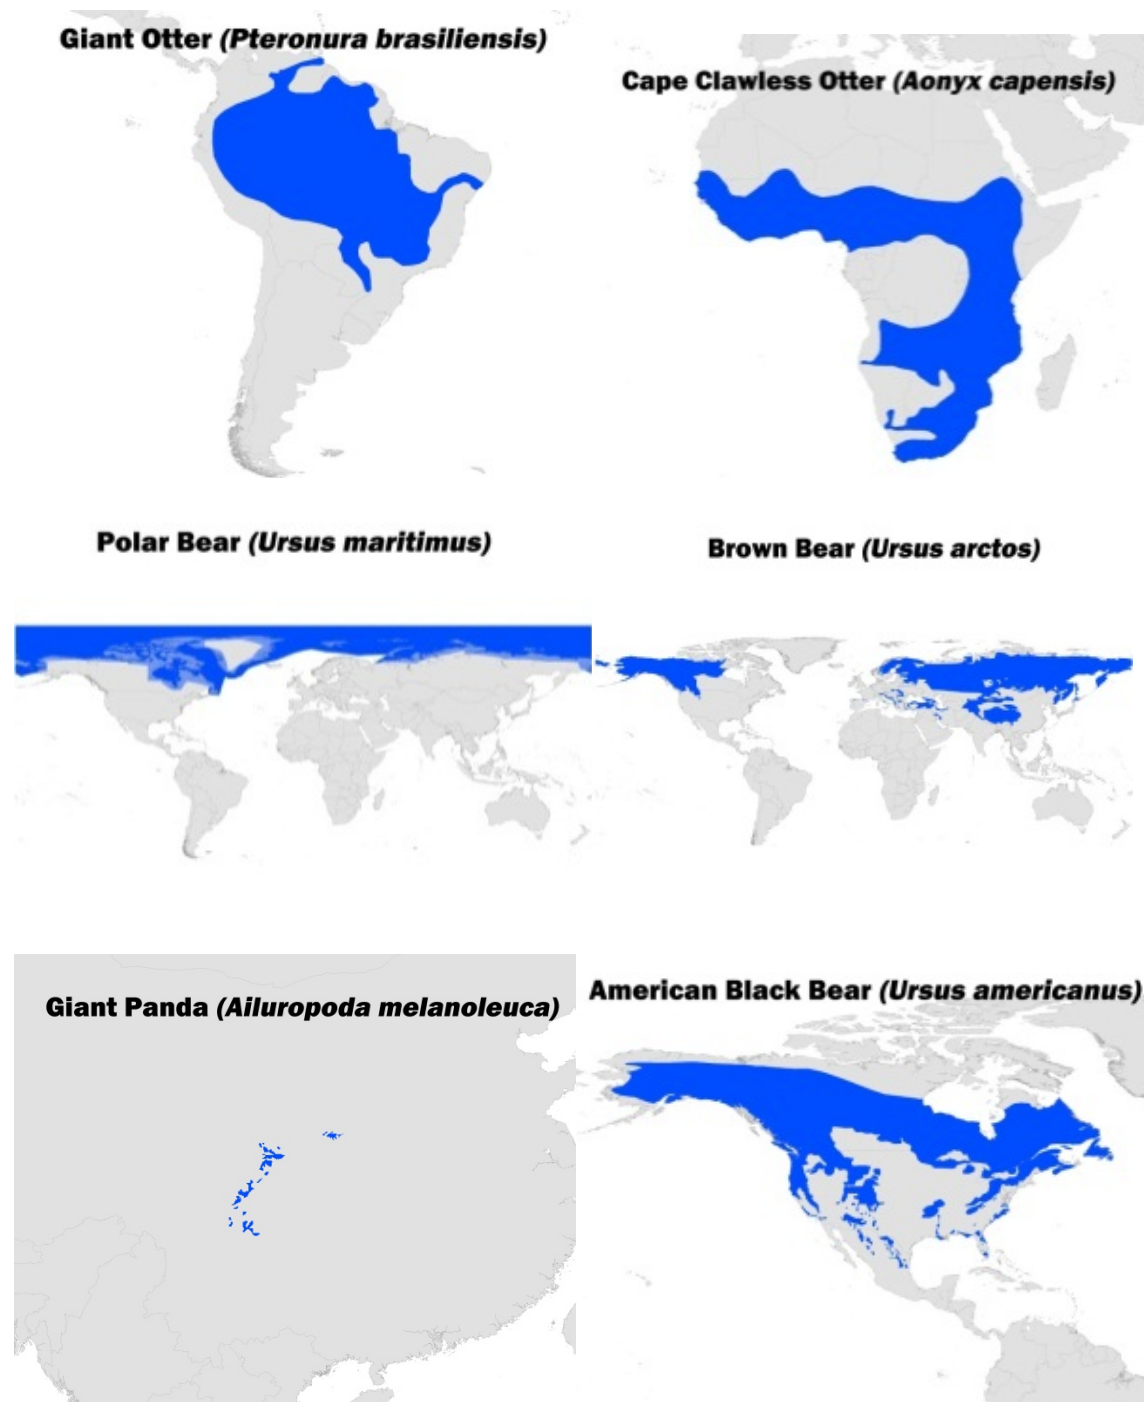 Giant Otter (Pteronura brasiliensis)
Cape Clawless Otter (Aonyx capensis)
Polar Bear (Ursus maritimus)
Brown Bear (Ursus arctos)
Giant Panda (Ailuropoda melanoleuca)
American Black Bear (Ursus americanus)